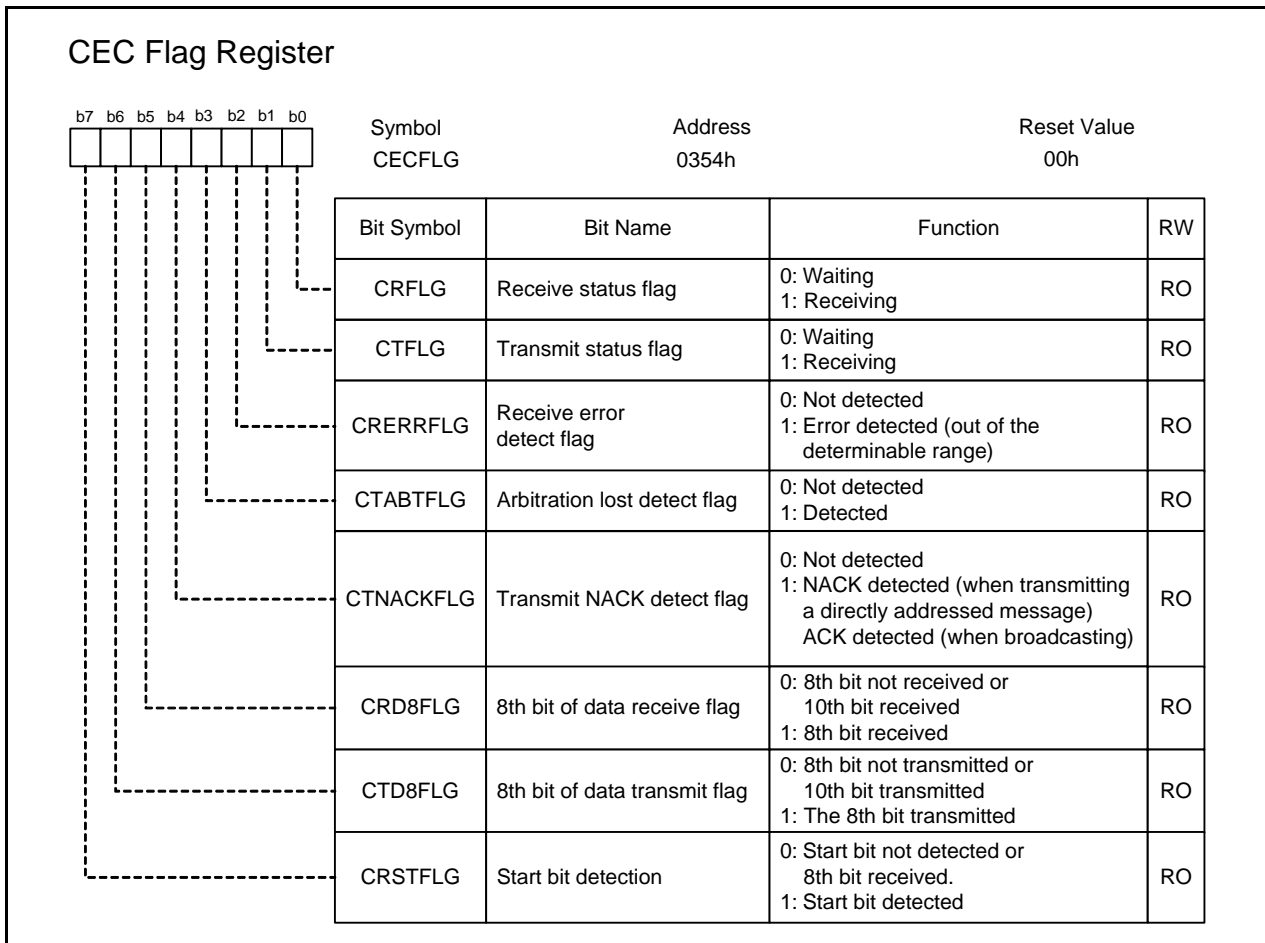 CEC Flag Register
b7 b6 b5 b4 b3 b2 b1 b0
Symbol Address Reset Value
CECFLG 0354h 00h
Bit Symbol Bit Name Function RW
CRFLG Receive status flag 0: Waiting
1: Receiving RO
CTFLG Transmit status flag 0: Waiting
1: Receiving RO
CRERRFLG Receive error
detect flag 0: Not detected
1: Error detected (out of the
determinable range) RO
CTABTFLG Arbitration lost detect flag 0: Not detected
1: Detected RO
CTNACKFLG Transmit NACK detect flag 0: Not detected
1: NACK detected (when transmitting
a directly addressed message)
ACK detected (when broadcasting) RO
CRD8FLG 8th bit of data receive flag 0: 8th bit not received or
10th bit received
1: 8th bit received RO
CTD8FLG 8th bit of data transmit flag 0: 8th bit not transmitted or
10th bit transmitted
1: The 8th bit transmitted RO
CRSTFLG Start bit detection 0: Start bit not detected or
8th bit received.
1: Start bit detected RO